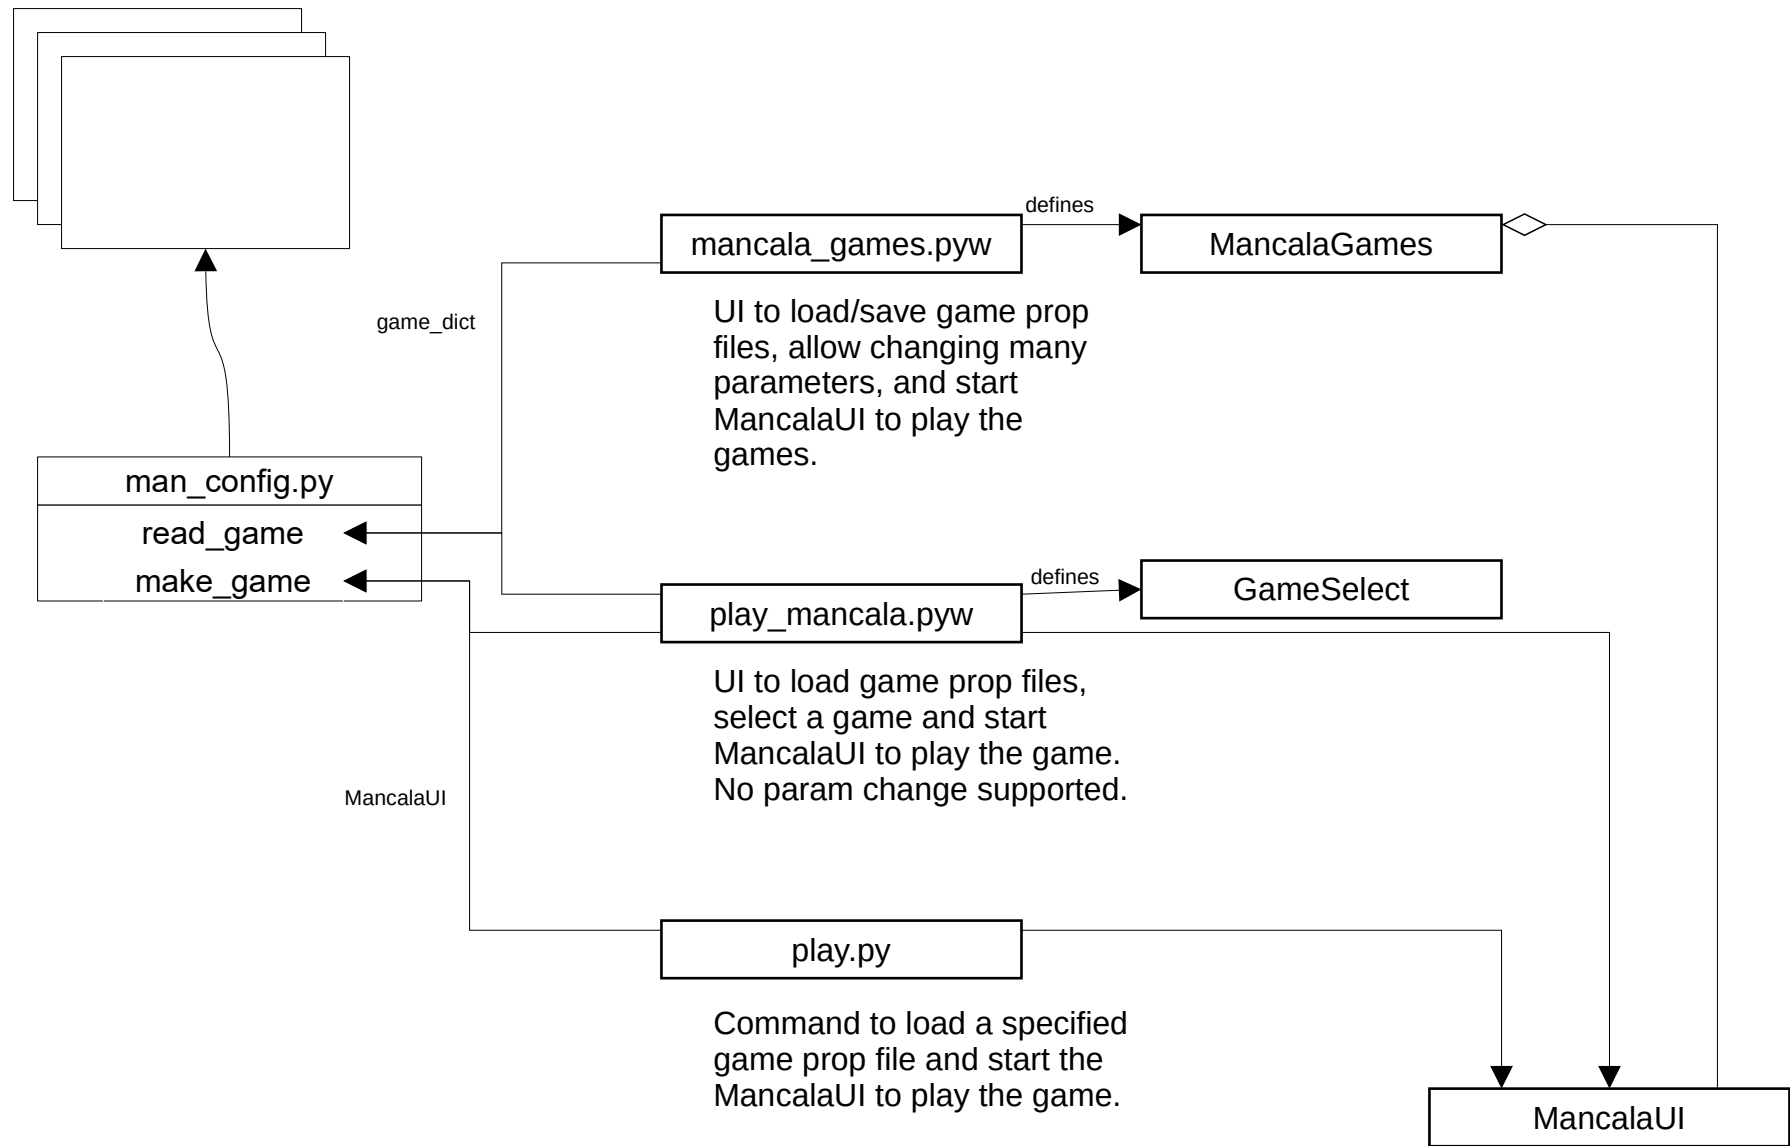 defines
mancala_games.pyw
MancalaGames
UI to load/save game prop
files, allow changing many
parameters, and start
MancalaUI to play the
games.
game_dict
man_config.py
read_game
make_game
defines
play_mancala.pyw
GameSelect
UI to load game prop files,
select a game and start
MancalaUI to play the game.
No param change supported.
MancalaUI
play.py
Command to load a specified
game prop file and start the
MancalaUI to play the game.
MancalaUI